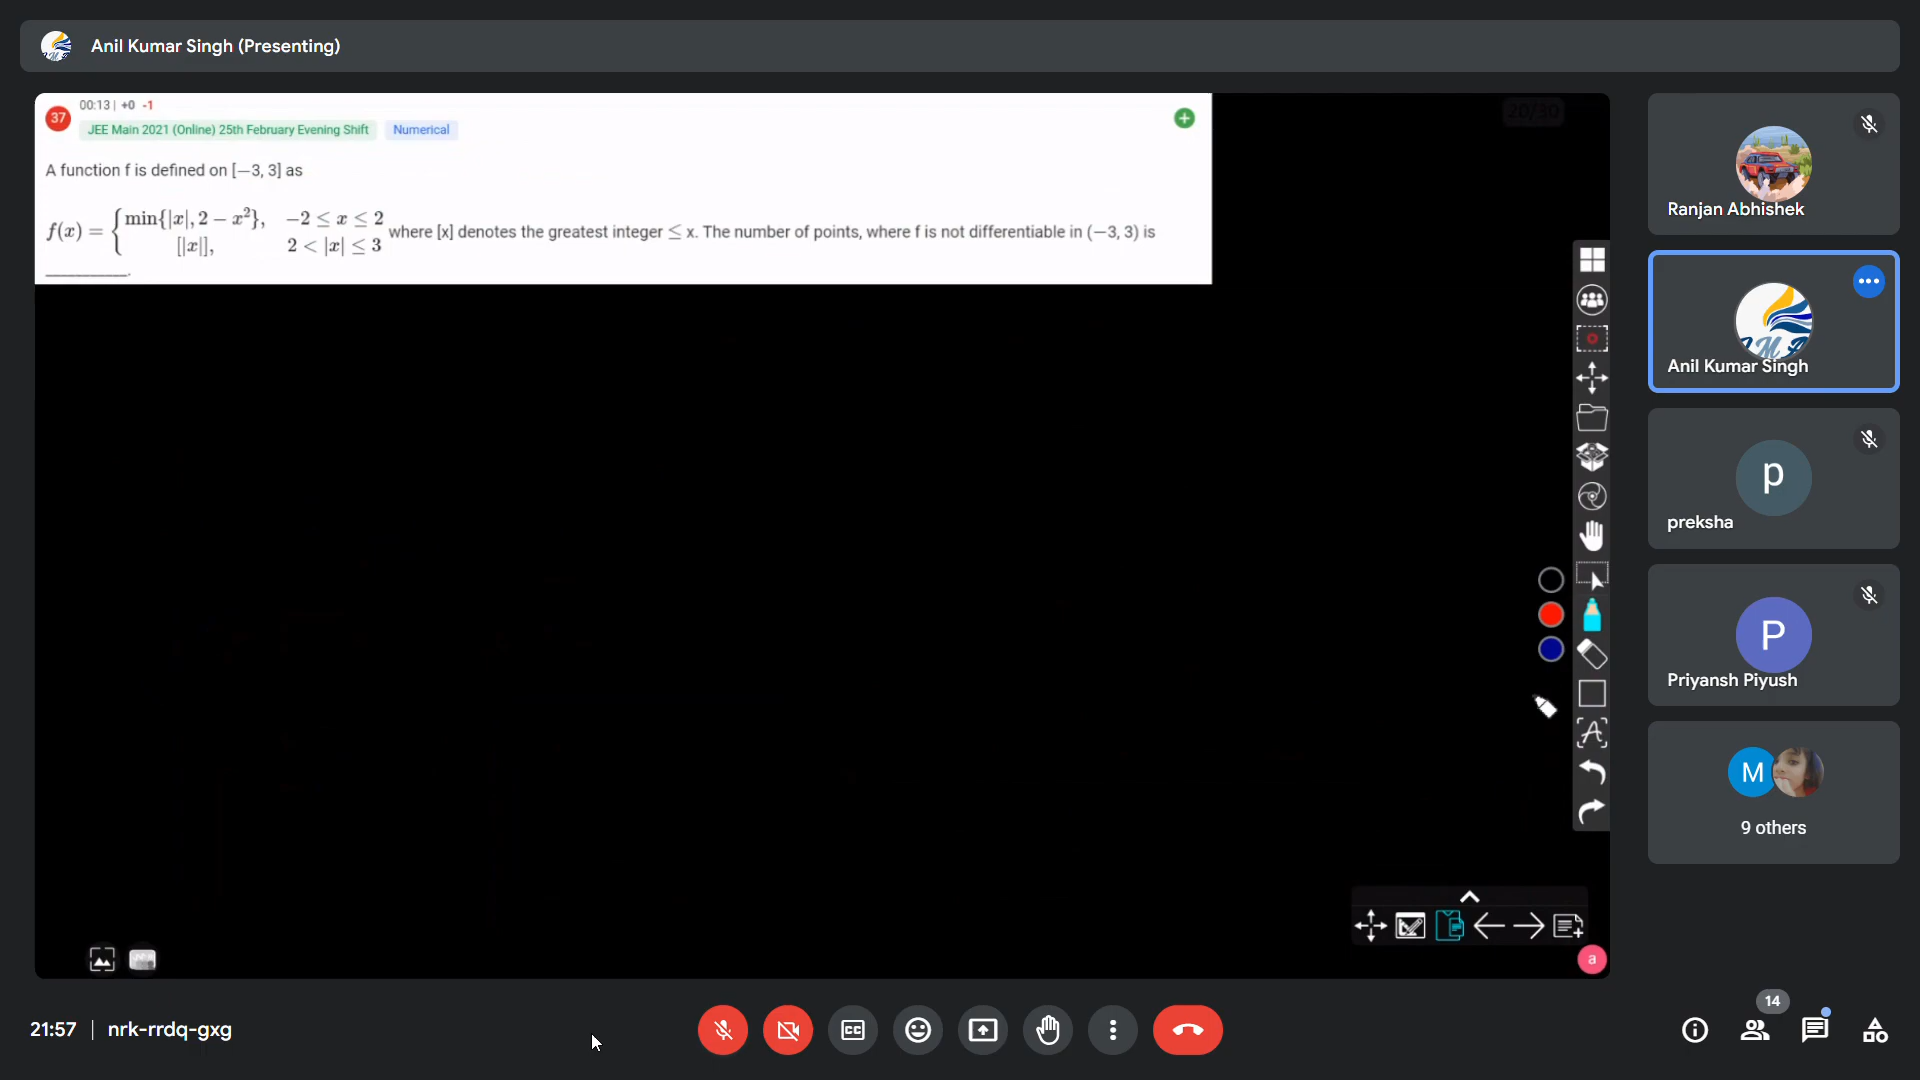 Anil Kumar Singh (Presenting)
37
00:13 | +0 -1
JEE Main 2021 (Online) 25th February Evening Shift Numerical
A function f is defined on [−3, 3] as
f(x) = { min{|x|, 2 − x²}, −2 ≤ x ≤ 2
[|x|], 2 < |x| ≤ 3
where [x] denotes the greatest integer ≤ x. The number of points, where f is not differentiable in (−3, 3) is
__________.
20/30
Ranjan Abhishek
Anil Kumar Singh
p
preksha
P
Priyansh Piyush
M
9 others
a
21:57 | nrk-rrdq-gxg
14